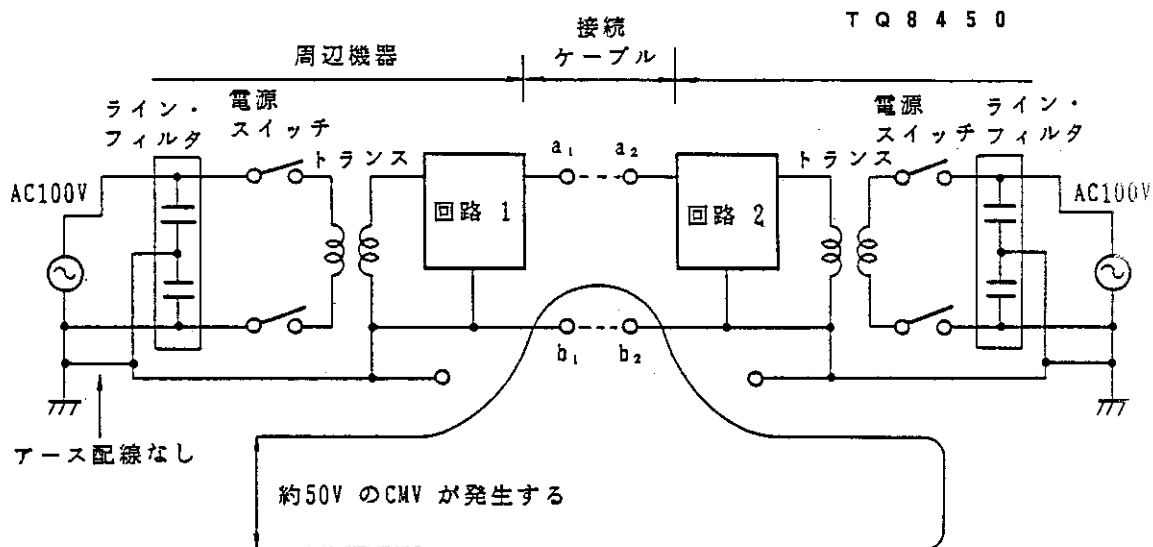 TQ8450
接続
ケーブル
周辺機器
ライン・
フィルタ
電源
スイッチ
トランス
AC100V
回路 1
a₁
a₂
回路 2
トランス
電源
スイッチ
ライン・
フィルタ
AC100V
b₁
b₂
アース配線なし
約50V のCMV が発生する